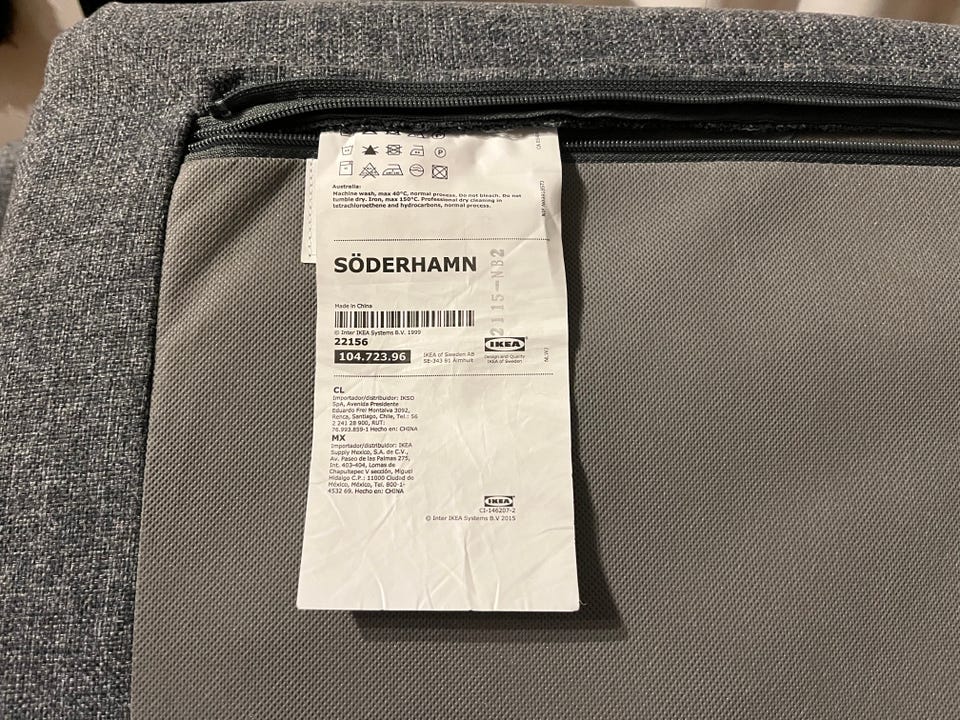 Australia:
Machine wash, max 40°C, normal process. Do not bleach. Do not
tumble dry. Iron, max 150°C. Professional dry cleaning in
tetrachloroethene and hydrocarbons, normal process.
SÖDERHAMN
2115-NB2
Made in China
© Inter IKEA Systems B.V. 1999
22156
104.723.96
IKEA of Sweden AB
SE-343 81 Älmhult
IKEA
Design and Quality
IKEA of Sweden
CL
Importador/distribuidor: IKSO
SpA, Avenida Presidente
Eduardo Frei Montalva 3092,
Renca, Santiago, Chile, Tel.: 56
2 241 28 900, RUT:
76.993.859-1 Hecho en: CHINA
MX
Importador/distribuidor: IKEA
Supply Mexico, S.A. de C.V.,
Av. Paseo de las Palmas 275,
Int. 403-404, Lomas de
Chapultepec V sección, Miguel
Hidalgo C.P.: 11000 Ciudad de
México, México, Tel. 800-1-
4532 69. Hecho en: CHINA
IKEA
CI-146207-2
© Inter IKEA Systems B.V 2015